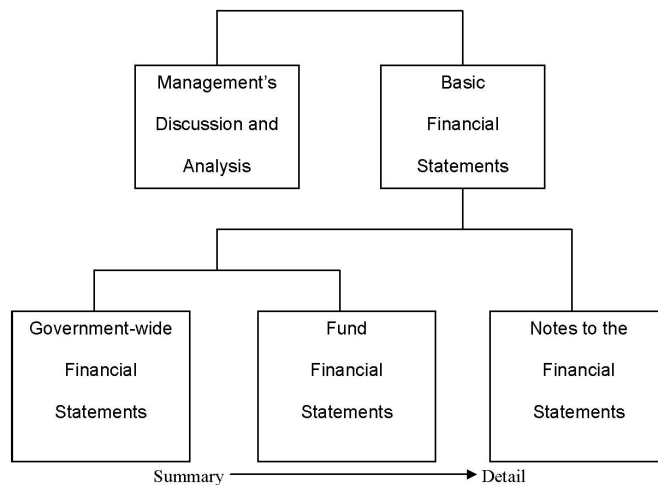 Management's
Discussion and
Analysis
Basic
Financial
Statements
Government-wide
Financial
Statements
Fund
Financial
Statements
Notes to the
Financial
Statements
Summary
Detail